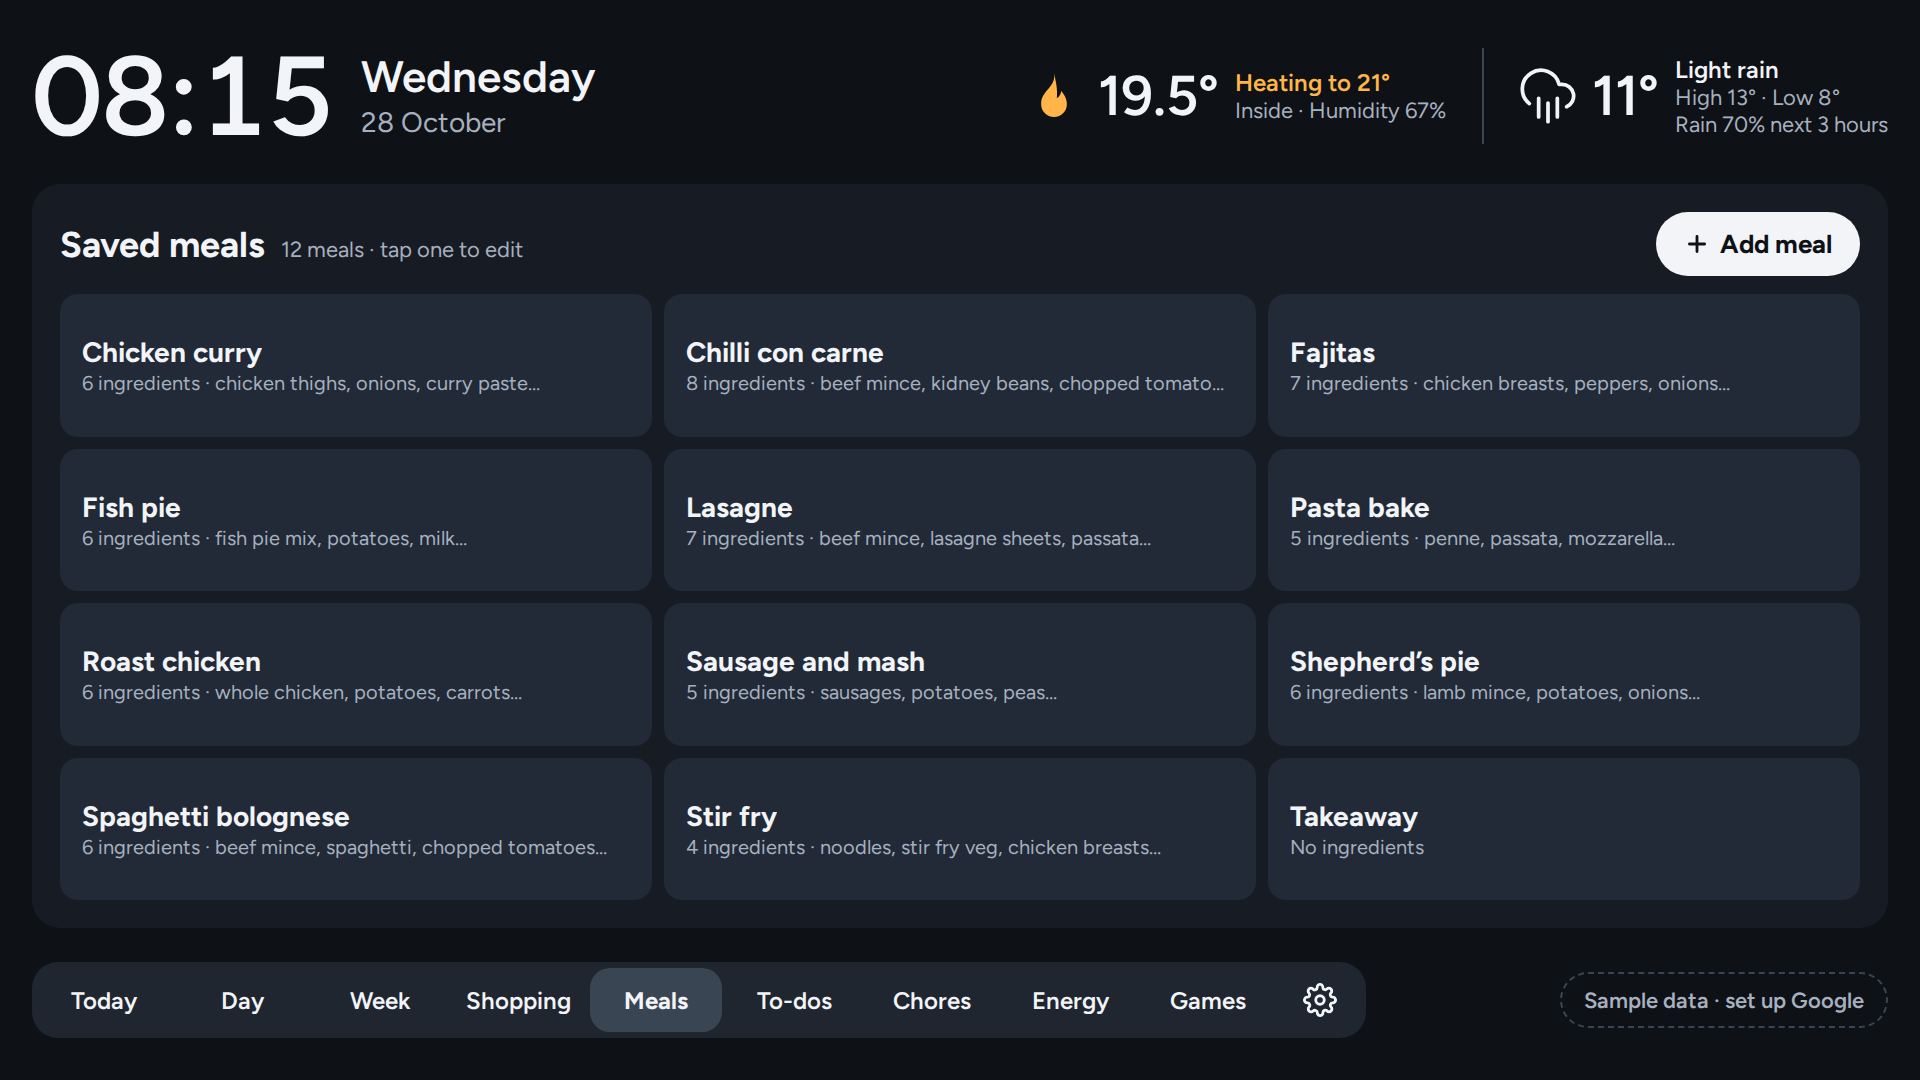 08:15
Wednesday
28 October
19.5°
Heating to 21°
Inside · Humidity 67%
11°
Light rain
High 13° · Low 8°
Rain 70% next 3 hours
Saved meals
12 meals · tap one to edit
+ Add meal
Chicken curry
6 ingredients · chicken thighs, onions, curry paste…
Chilli con carne
8 ingredients · beef mince, kidney beans, chopped tomato…
Fajitas
7 ingredients · chicken breasts, peppers, onions…
Fish pie
6 ingredients · fish pie mix, potatoes, milk…
Lasagne
7 ingredients · beef mince, lasagne sheets, passata…
Pasta bake
5 ingredients · penne, passata, mozzarella…
Roast chicken
6 ingredients · whole chicken, potatoes, carrots…
Sausage and mash
5 ingredients · sausages, potatoes, peas…
Shepherd’s pie
6 ingredients · lamb mince, potatoes, onions…
Spaghetti bolognese
6 ingredients · beef mince, spaghetti, chopped tomatoes…
Stir fry
4 ingredients · noodles, stir fry veg, chicken breasts…
Takeaway
No ingredients
Today
Day
Week
Shopping
Meals
To-dos
Chores
Energy
Games
Sample data · set up Google